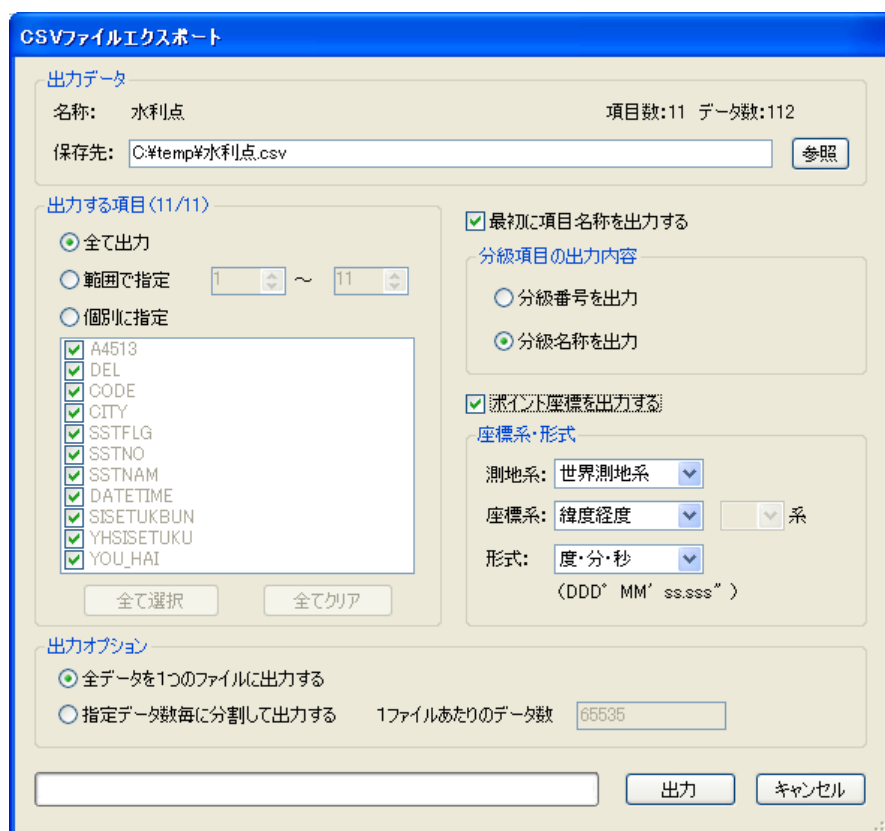 CSVファイルエクスポート
出力データ
名称: 水利点 項目数:11 データ数:112
保存先: C:¥temp¥水利点.csv 参照
出力する項目(11/11)
全て出力
範囲で指定 1 ～ 11
個別に指定
A4513
DEL
CODE
CITY
SSTFLG
SSTNO
SSTNAM
DATETIME
SISETUKBUN
YHSISETUKU
YOU_HAI
全て選択 全てクリア
最初に項目名称を出力する
分級項目の出力内容
分級番号を出力
分級名称を出力
ポイント座標を出力する
座標系・形式
測地系: 世界測地系
座標系: 緯度経度 系
形式: 度・分・秒
(DDD° MM′ ss.sss″)
出力オプション
全データを1つのファイルに出力する
指定データ数毎に分割して出力する 1ファイルあたりのデータ数 65535
出力 キャンセル